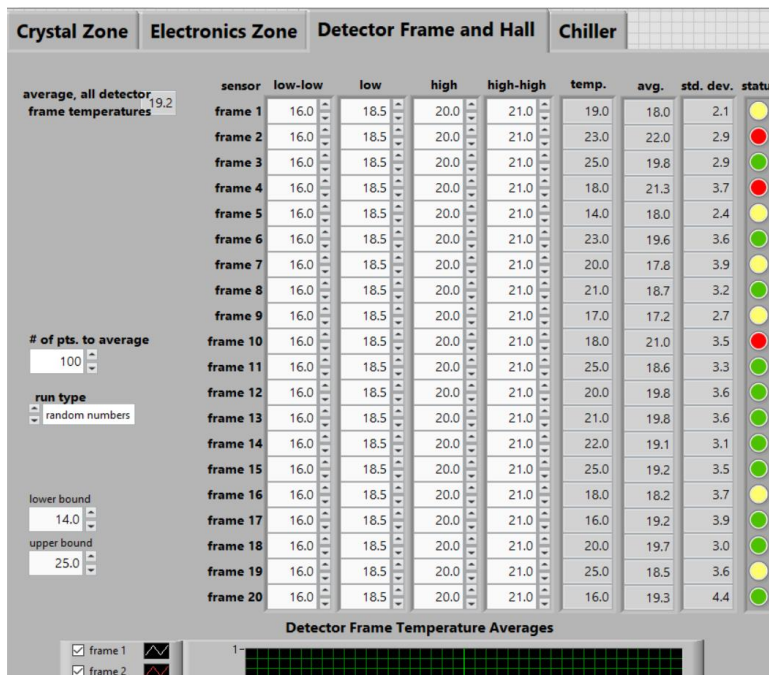 Crystal Zone Electronics Zone Detector Frame and Hall Chiller
sensor low-low low high high-high temp. avg. std. dev. statu
average, all detector
frame temperatures 19.2
frame 1 16.0 18.5 20.0 21.0 19.0 18.0 2.1
frame 2 16.0 18.5 20.0 21.0 23.0 22.0 2.9
frame 3 16.0 18.5 20.0 21.0 25.0 19.8 2.9
frame 4 16.0 18.5 20.0 21.0 18.0 21.3 3.7
frame 5 16.0 18.5 20.0 21.0 14.0 18.0 2.4
frame 6 16.0 18.5 20.0 21.0 23.0 19.6 3.6
frame 7 16.0 18.5 20.0 21.0 20.0 17.8 3.9
frame 8 16.0 18.5 20.0 21.0 21.0 18.7 3.2
frame 9 16.0 18.5 20.0 21.0 17.0 17.2 2.7
frame 10 16.0 18.5 20.0 21.0 18.0 21.0 3.5
frame 11 16.0 18.5 20.0 21.0 25.0 18.6 3.3
frame 12 16.0 18.5 20.0 21.0 20.0 19.8 3.6
frame 13 16.0 18.5 20.0 21.0 21.0 19.8 3.6
frame 14 16.0 18.5 20.0 21.0 22.0 19.1 3.1
frame 15 16.0 18.5 20.0 21.0 25.0 19.2 3.5
frame 16 16.0 18.5 20.0 21.0 18.0 18.2 3.7
frame 17 16.0 18.5 20.0 21.0 16.0 19.2 3.9
frame 18 16.0 18.5 20.0 21.0 20.0 19.7 3.0
frame 19 16.0 18.5 20.0 21.0 25.0 18.5 3.6
frame 20 16.0 18.5 20.0 21.0 16.0 19.3 4.4
# of pts. to average
100
run type
random numbers
lower bound
14.0
upper bound
25.0
Detector Frame Temperature Averages
frame 1
frame 2
1